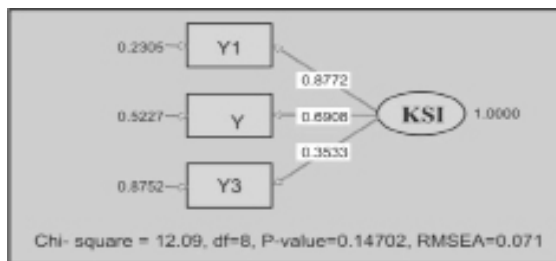 0.2305 Y1
0.8772
0.5227 Y 0.6908 KSI 1.0000
0.3533
0.8752 Y3
Chi- square = 12.09, df=8, P-value=0.14702, RMSEA=0.071